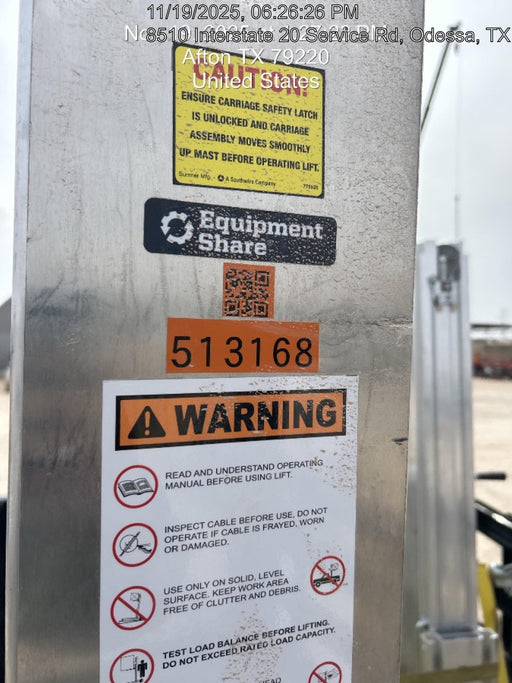 11/19/2025, 06:26:26 PM
8510 Interstate 20 Service Rd, Odessa, TX
Afton TX 79220
United States
CAUTION!
ENSURE CARRIAGE SAFETY LATCH
IS UNLOCKED AND CARRIAGE
ASSEMBLY MOVES SMOOTHLY
UP MAST BEFORE OPERATING LIFT.
Sumner Mfg. A Southwire Company
Equipment
Share
513168
WARNING
READ AND UNDERSTAND OPERATING
MANUAL BEFORE USING LIFT.
INSPECT CABLE BEFORE USE, DO NOT
OPERATE IF CABLE IS FRAYED, WORN
OR DAMAGED.
USE ONLY ON SOLID, LEVEL
SURFACE. KEEP WORK AREA
FREE OF CLUTTER AND DEBRIS.
TEST LOAD BALANCE BEFORE LIFTING.
DO NOT EXCEED RATED LOAD CAPACITY.